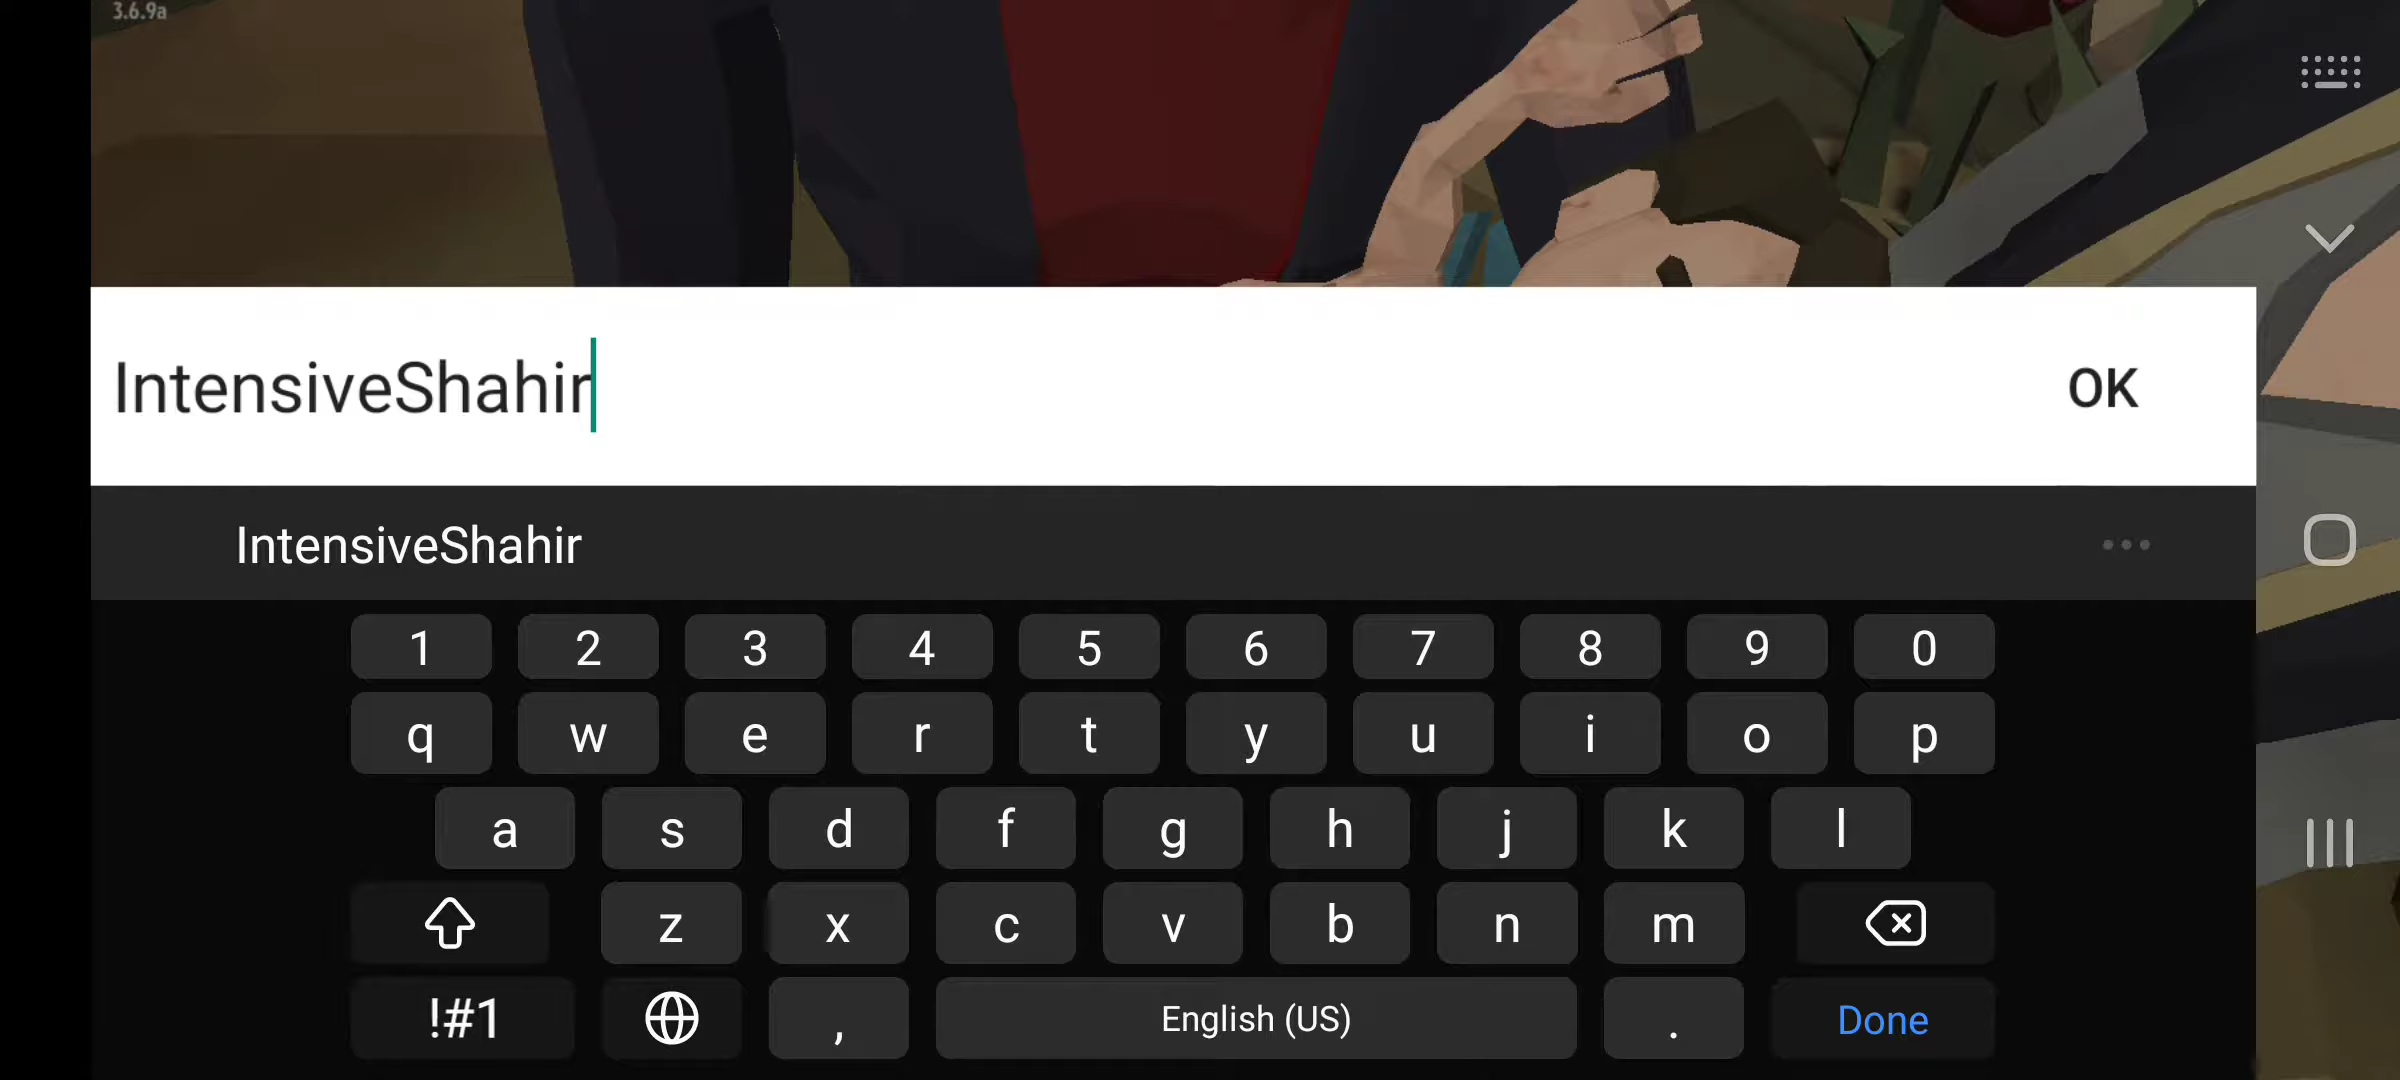 3.6.9a
IntensiveShahir
OK
IntensiveShahir
1 2 3 4 5 6 7 8 9 0
q w e r t y u i o p
a s d f g h j k l
z x c v b n m
!#1 , English (US) . Done